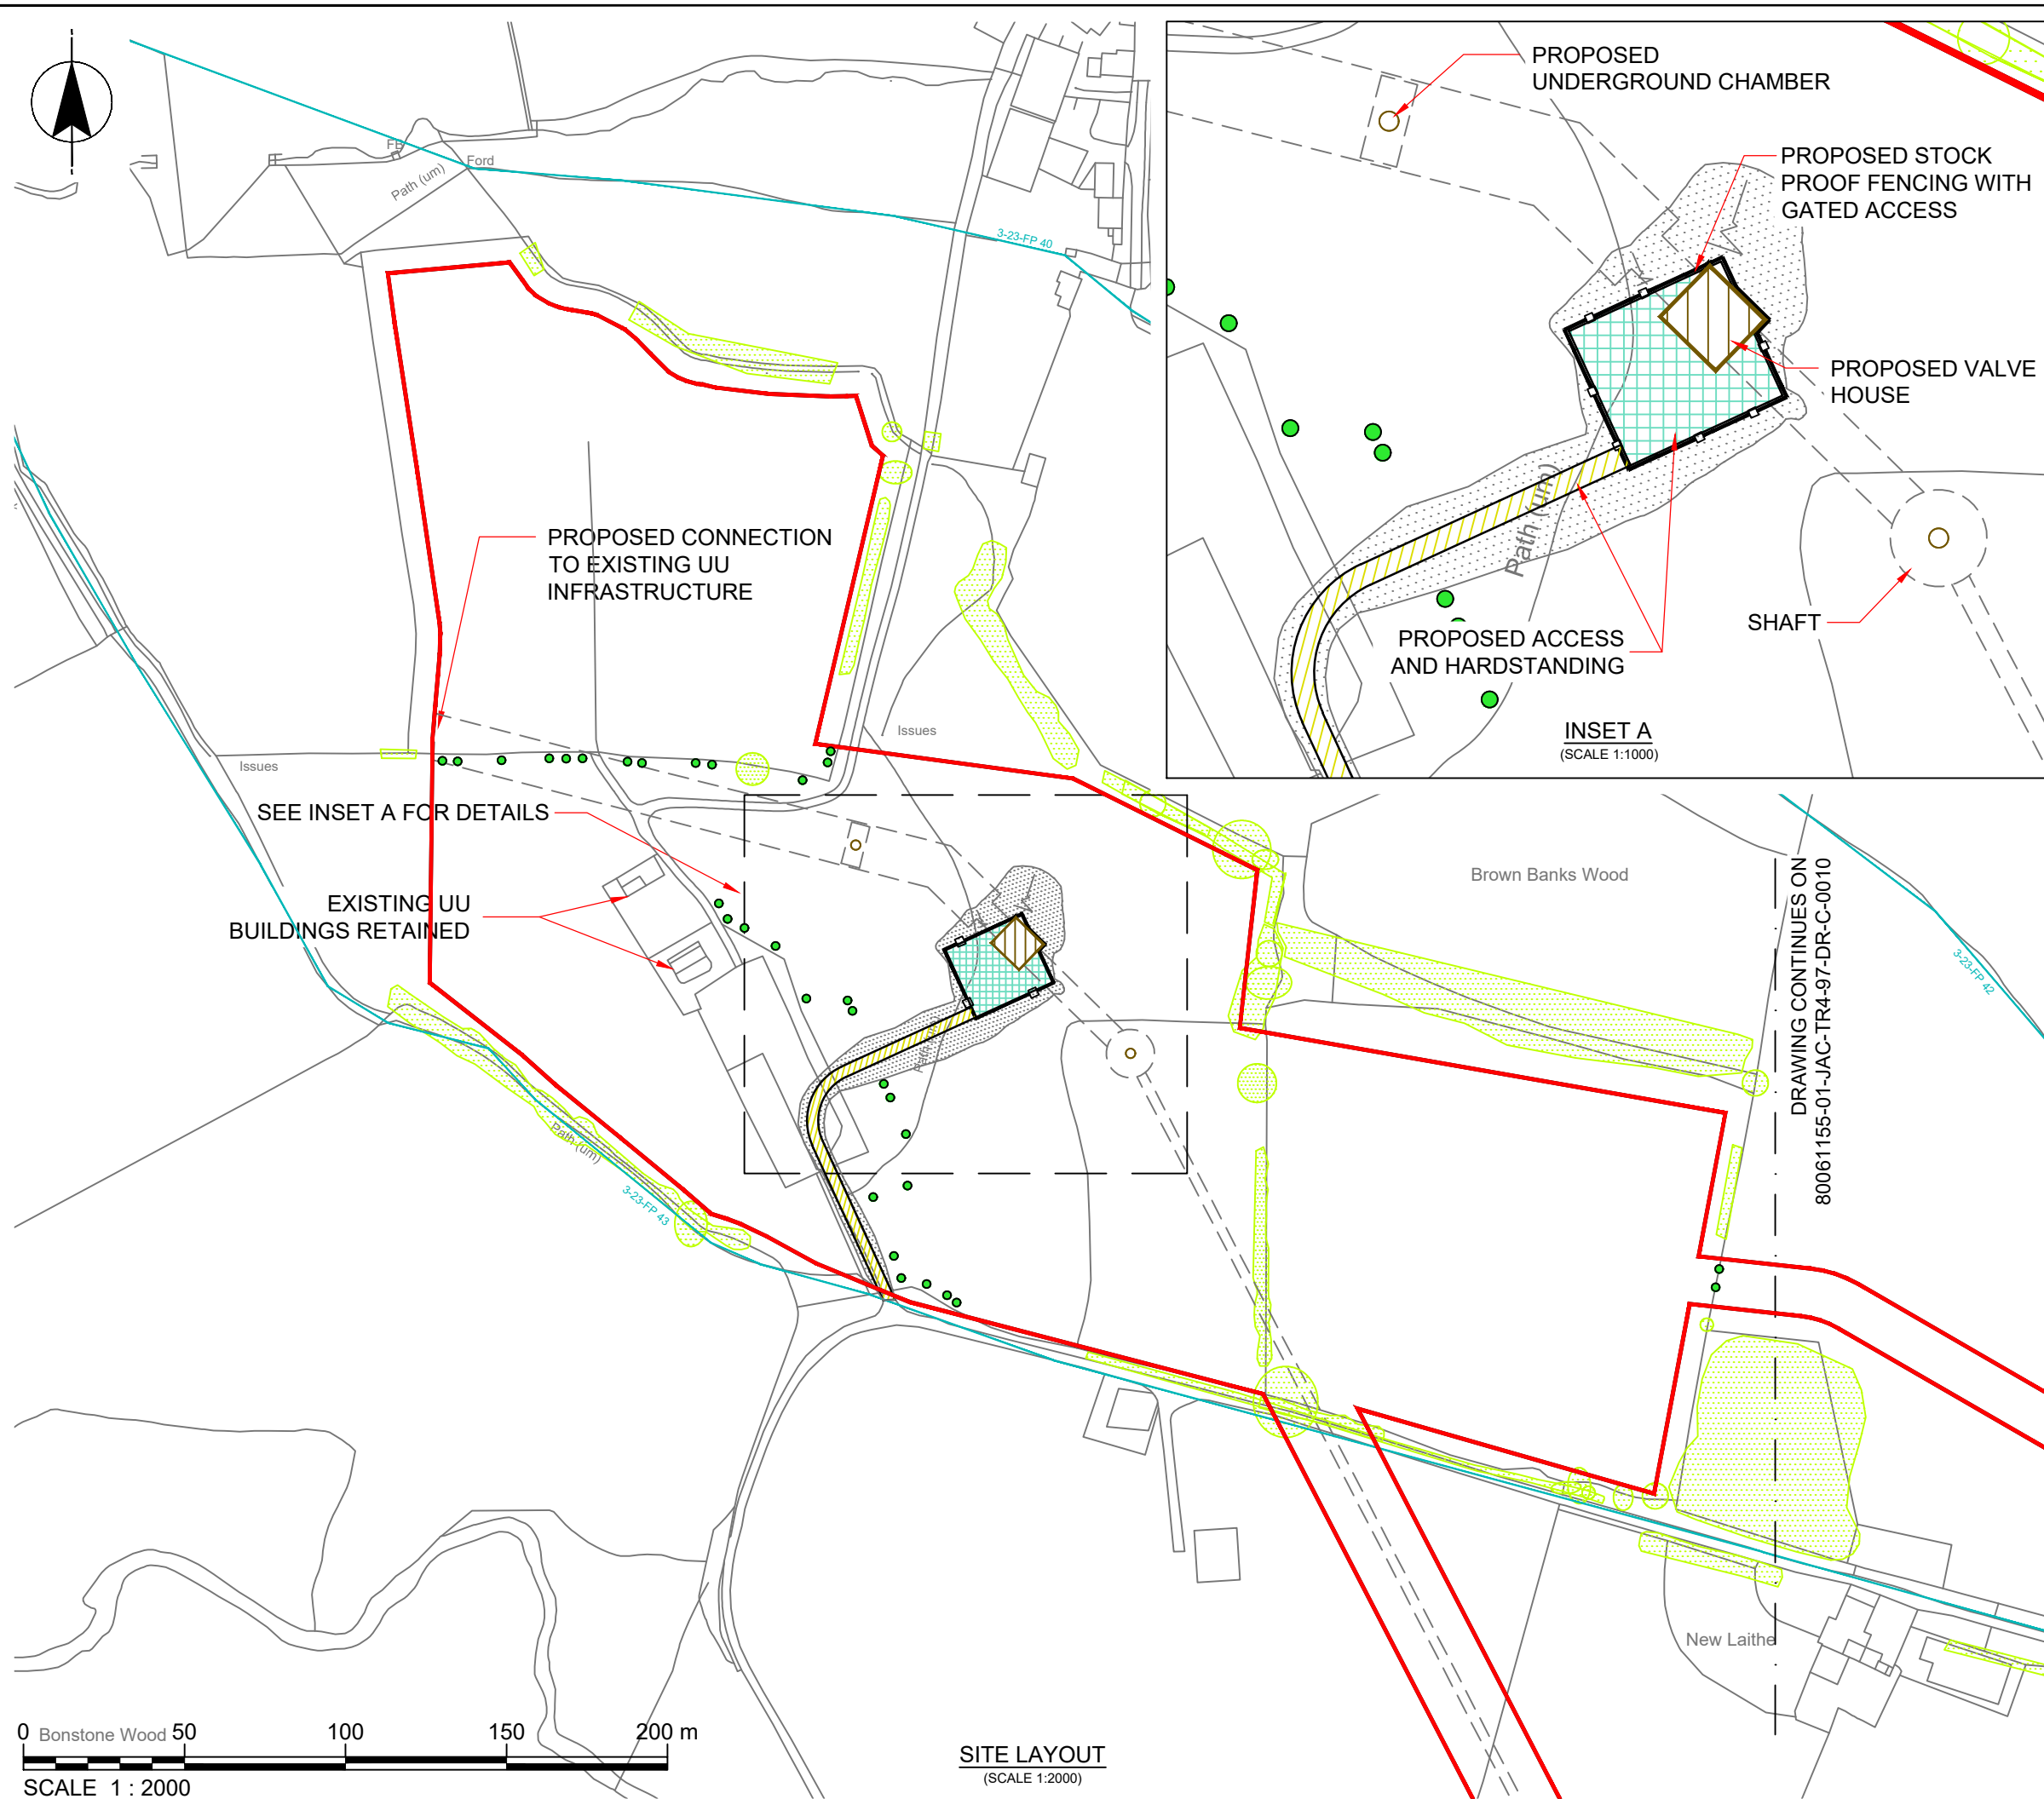 FB
Ford
Path (um)
3-23-FP 40
PROPOSED CONNECTION
TO EXISTING UU
INFRASTRUCTURE
Issues
Issues
SEE INSET A FOR DETAILS
EXISTING UU
BUILDINGS RETAINED
Path (um)
3-23-FP 43
PROPOSED
UNDERGROUND CHAMBER
PROPOSED STOCK
PROOF FENCING WITH
GATED ACCESS
PROPOSED VALVE
HOUSE
Path (um)
SHAFT
PROPOSED ACCESS
AND HARDSTANDING
INSET A
(SCALE 1:1000)
Brown Banks Wood
DRAWING CONTINUES ON
80061155-01-JAC-TR4-97-DR-C-0010
3-23-FP 42
New Laithe
0 50 100 150 200 m
Bonstone Wood
SCALE 1 : 2000
SITE LAYOUT
(SCALE 1:2000)